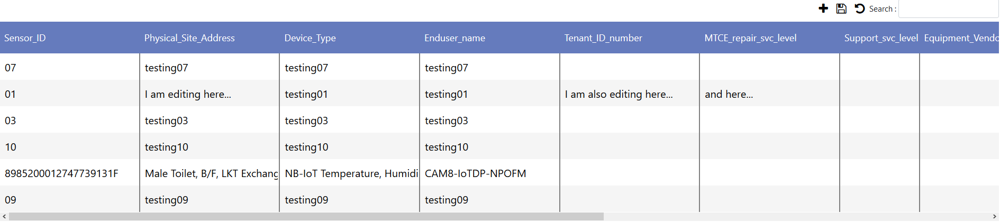 Search :
Sensor_ID Physical_Site_Address Device_Type Enduser_name Tenant_ID_number MTCE_repair_svc_level Support_svc_level Equipment_Vendo
07 testing07 testing07 testing07
01 I am editing here... testing01 testing01 I am also editing here... and here...
03 testing03 testing03 testing03
10 testing10 testing10 testing10
8985200012747739131F Male Toilet, B/F, LKT Exchang NB-IoT Temperature, Humidi CAM8-IoTDP-NPOFM
09 testing09 testing09 testing09